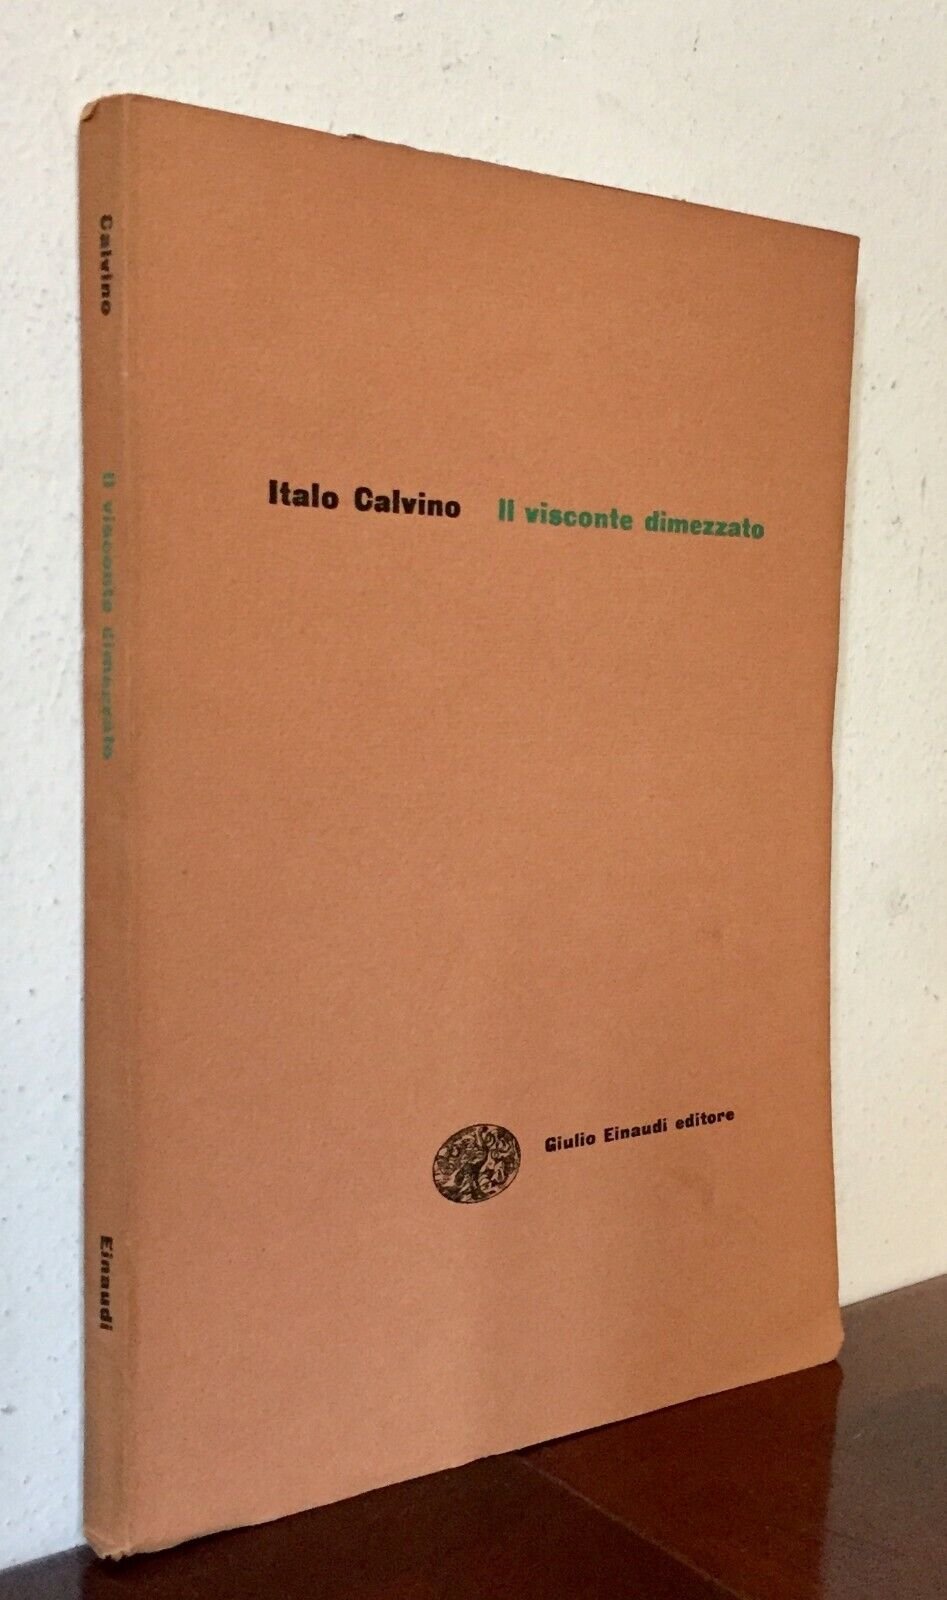 Calvino
Il visconte dimezzato
Einaudi
Italo Calvino Il visconte dimezzato
Giulio Einaudi editore